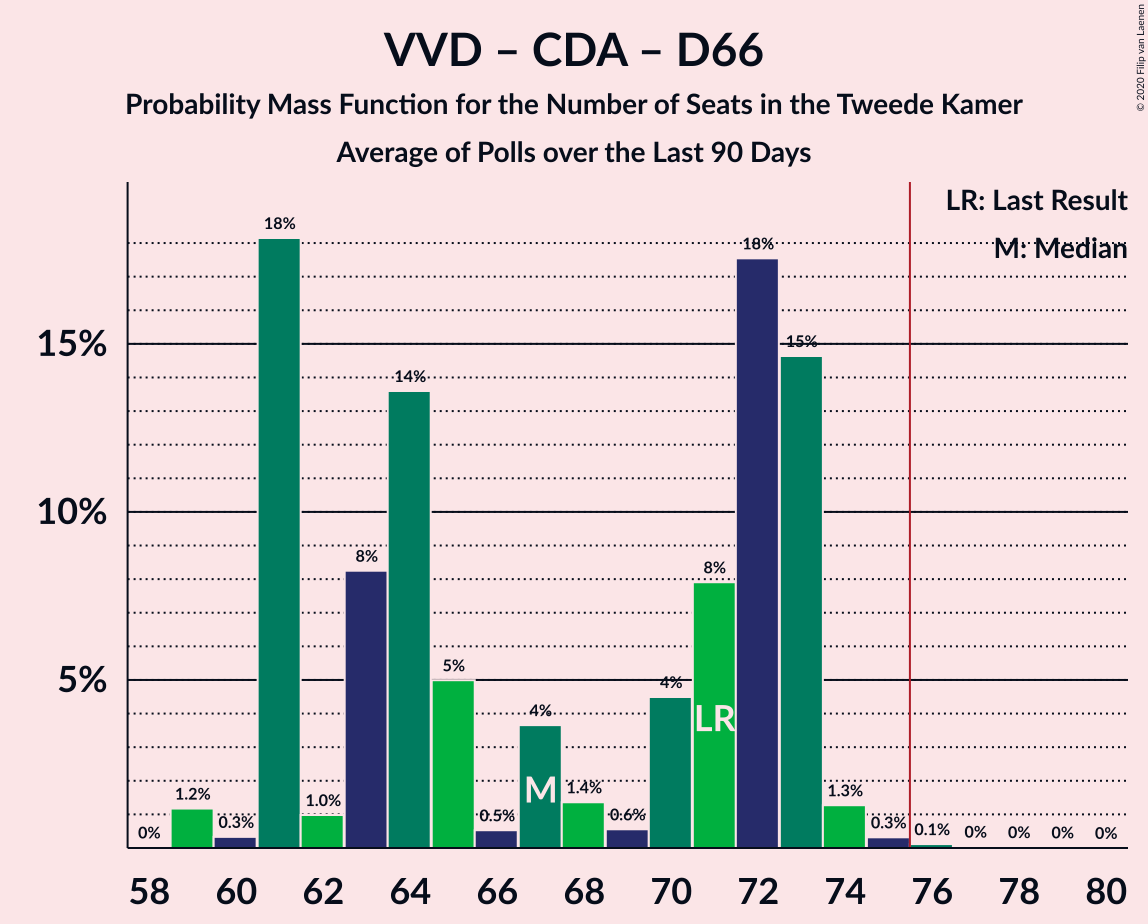 VVD – CDA – D66
Probability Mass Function for the Number of Seats in the Tweede Kamer
Average of Polls over the Last 90 Days
© 2020 Filip van Laenen
LR: Last Result
M: Median
15%
10%
5%
0%
1.2%
0.3%
18%
1.0%
8%
14%
5%
0.5%
4%
1.4%
0.6%
4%
8%
18%
15%
1.3%
0.3%
0.1%
0%
0%
0%
0%
M
LR
58 60 62 64 66 68 70 72 74 76 78 80